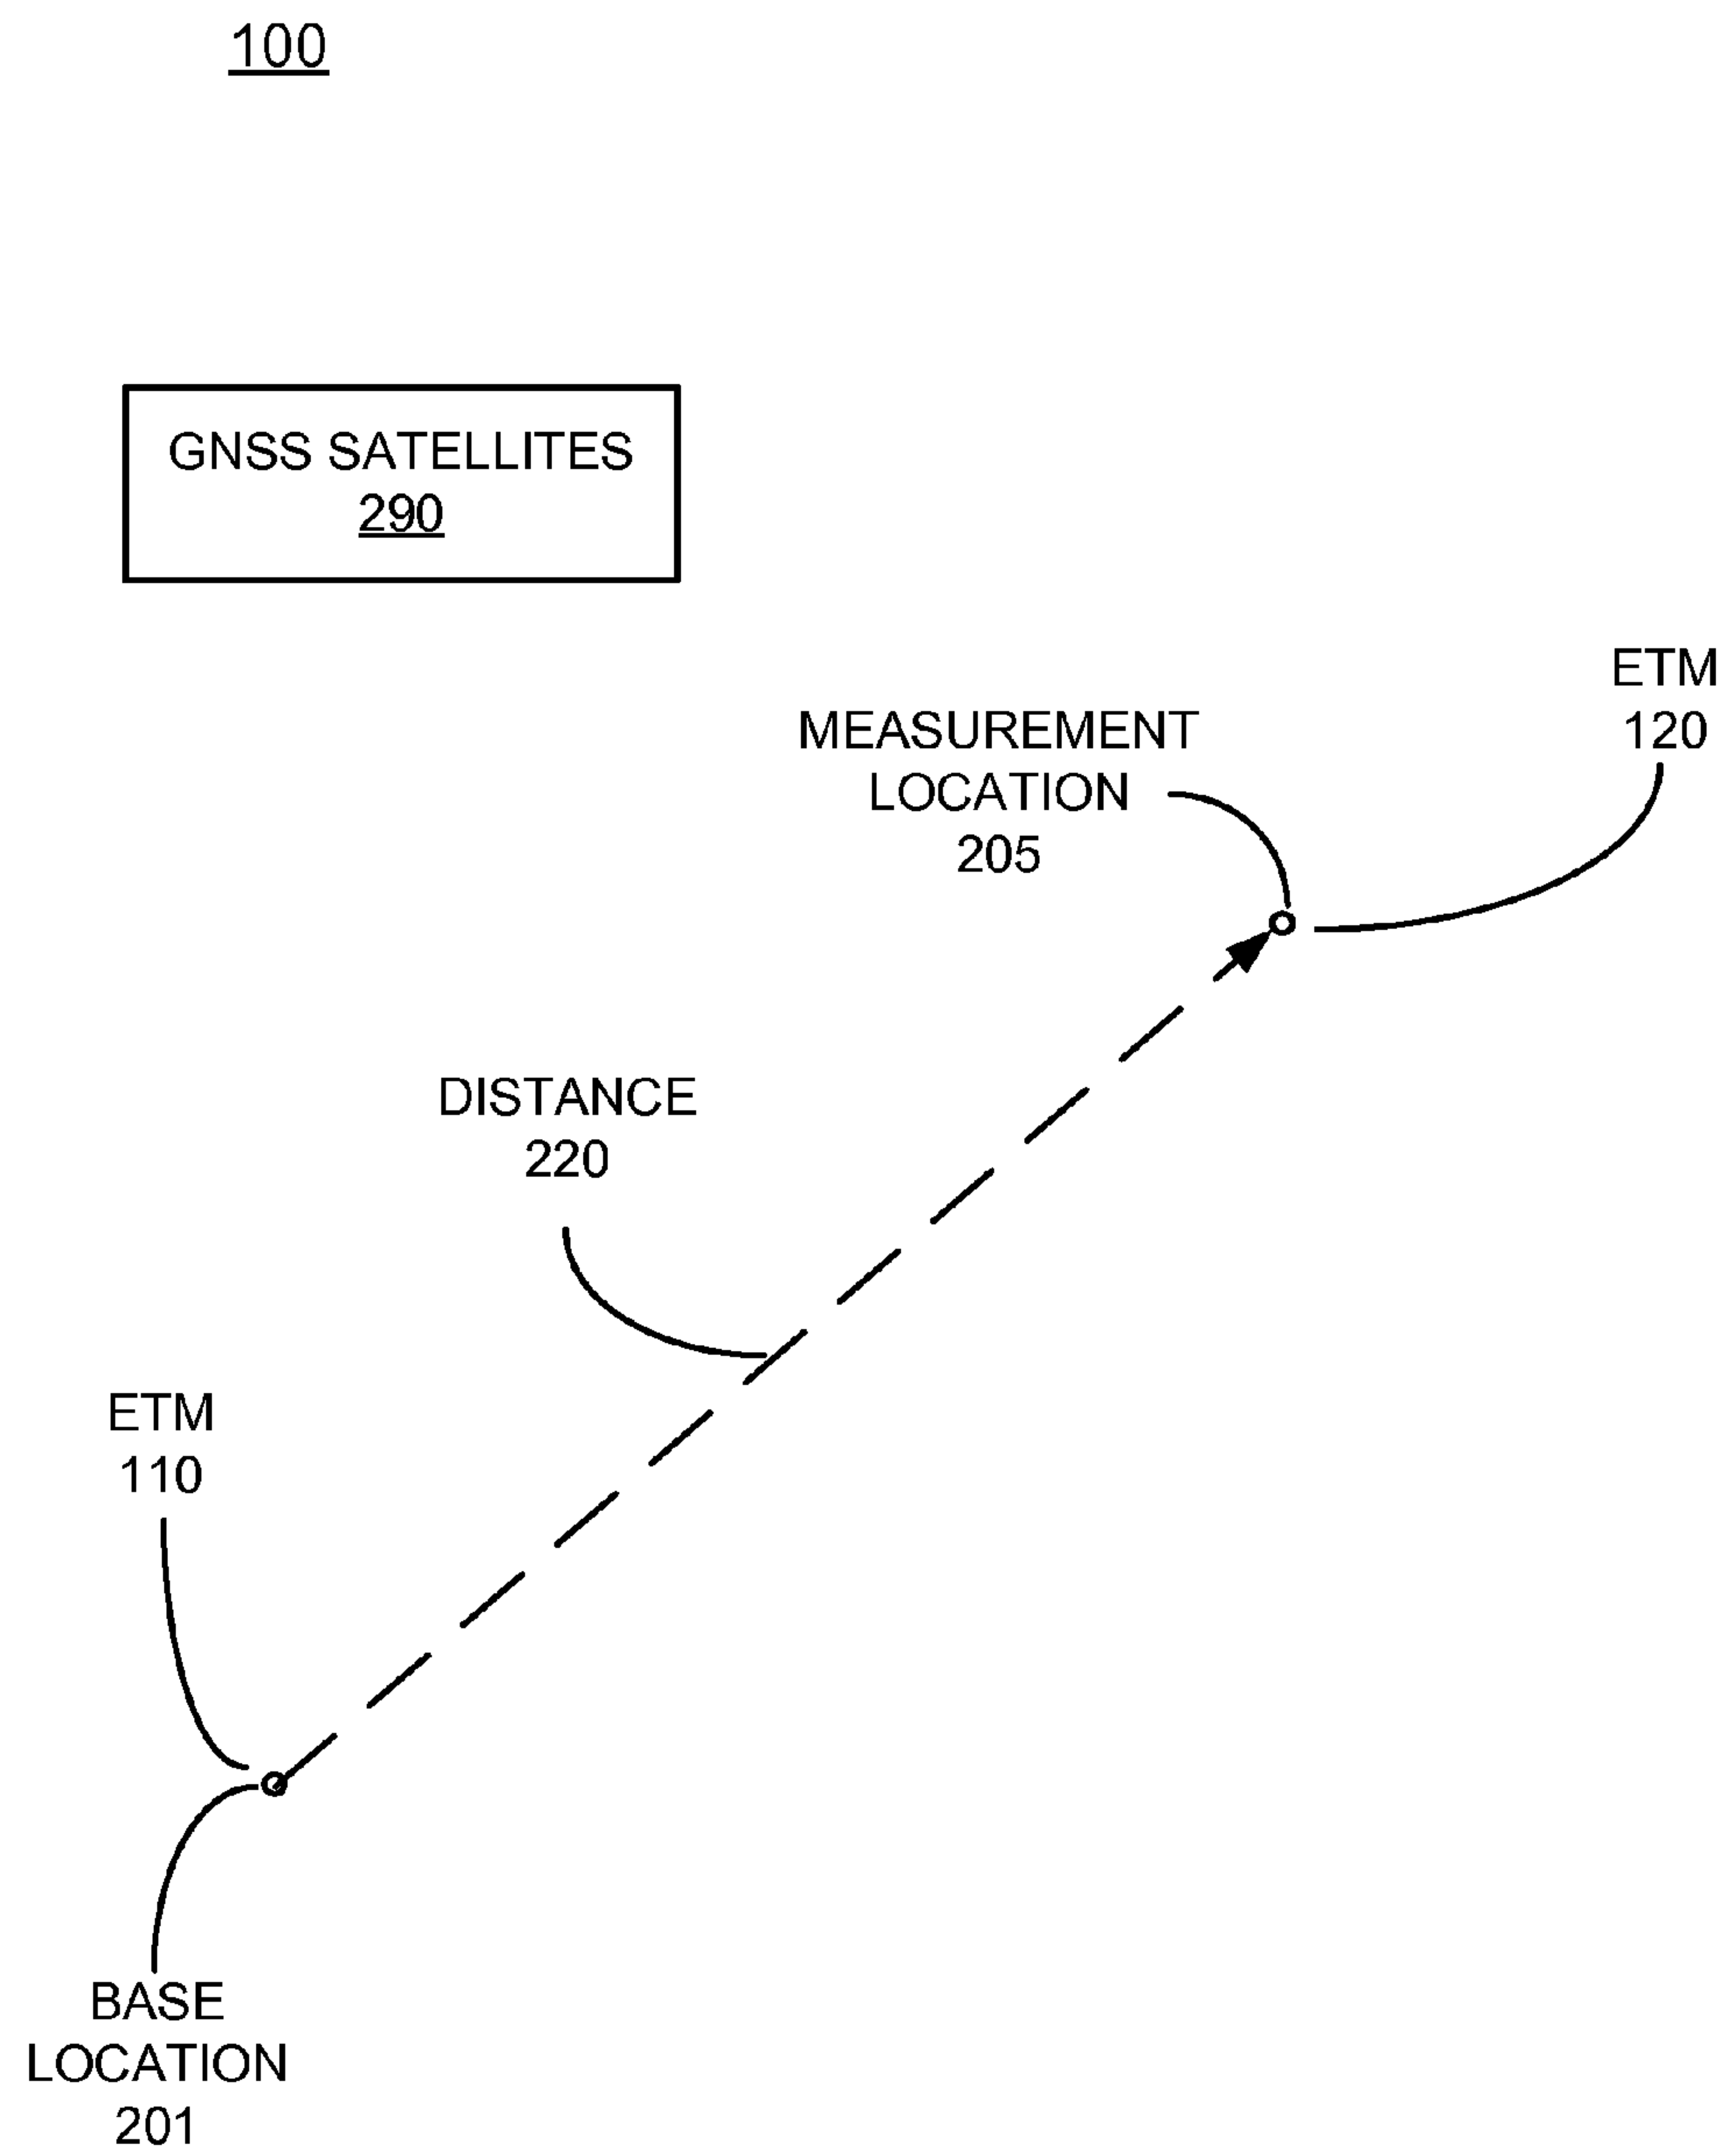 100
GNSS SATELLITES
290
ETM
120
MEASUREMENT
LOCATION
205
DISTANCE
220
ETM
110
BASE
LOCATION
201